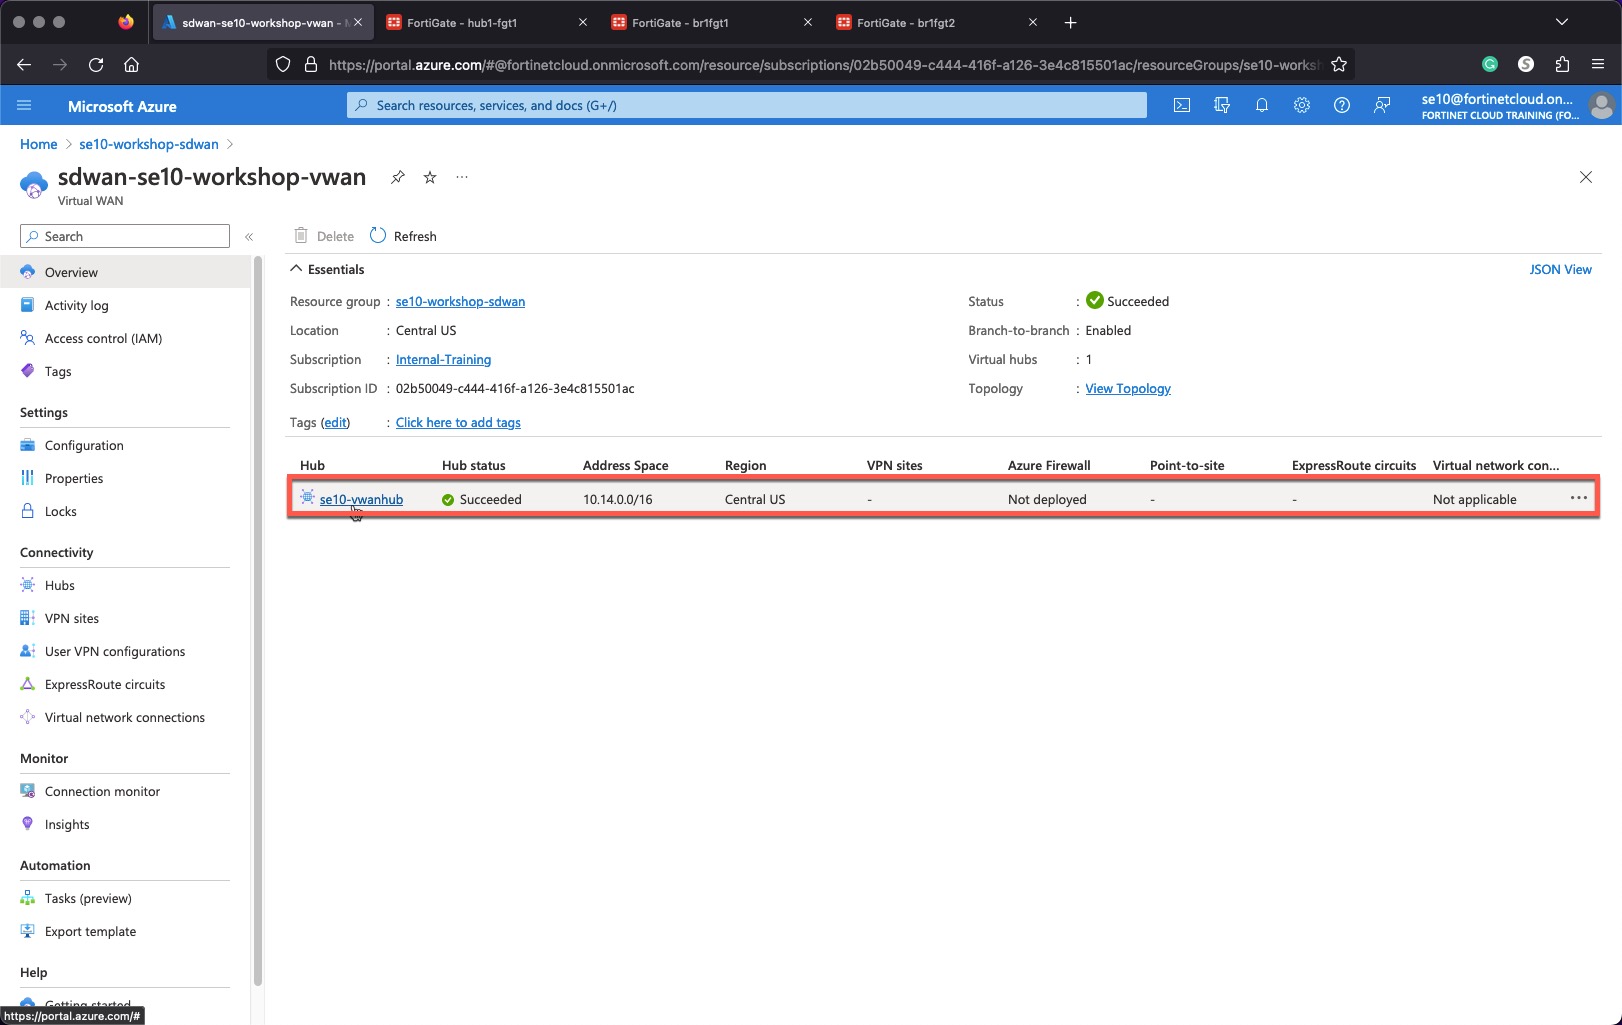 sdwan-se10-workshop-vwan - M
FortiGate - hub1-fgt1
FortiGate - br1fgt1
FortiGate - br1fgt2
https://portal.azure.com/#@fortinetcloud.onmicrosoft.com/resource/subscriptions/02b50049-c444-416f-a126-3e4c815501ac/resourceGroups/se10-works
Microsoft Azure
Search resources, services, and docs (G+/)
se10@fortinetcloud.on...
FORTINET CLOUD TRAINING (FO...
Home > se10-workshop-sdwan >
sdwan-se10-workshop-vwan
Virtual WAN
Search
Delete
Refresh
Overview
Activity log
Access control (IAM)
Tags
Settings
Configuration
Properties
Locks
Connectivity
Hubs
VPN sites
User VPN configurations
ExpressRoute circuits
Virtual network connections
Monitor
Connection monitor
Insights
Automation
Tasks (preview)
Export template
Help
Getting started
https://portal.azure.com/#
Essentials
JSON View
Resource group : se10-workshop-sdwan
Location : Central US
Subscription : Internal-Training
Subscription ID : 02b50049-c444-416f-a126-3e4c815501ac
Tags (edit) : Click here to add tags
Status : Succeeded
Branch-to-branch : Enabled
Virtual hubs : 1
Topology : View Topology
Hub Hub status Address Space Region VPN sites Azure Firewall Point-to-site ExpressRoute circuits Virtual network con...
se10-vwanhub Succeeded 10.14.0.0/16 Central US - Not deployed - - Not applicable ...